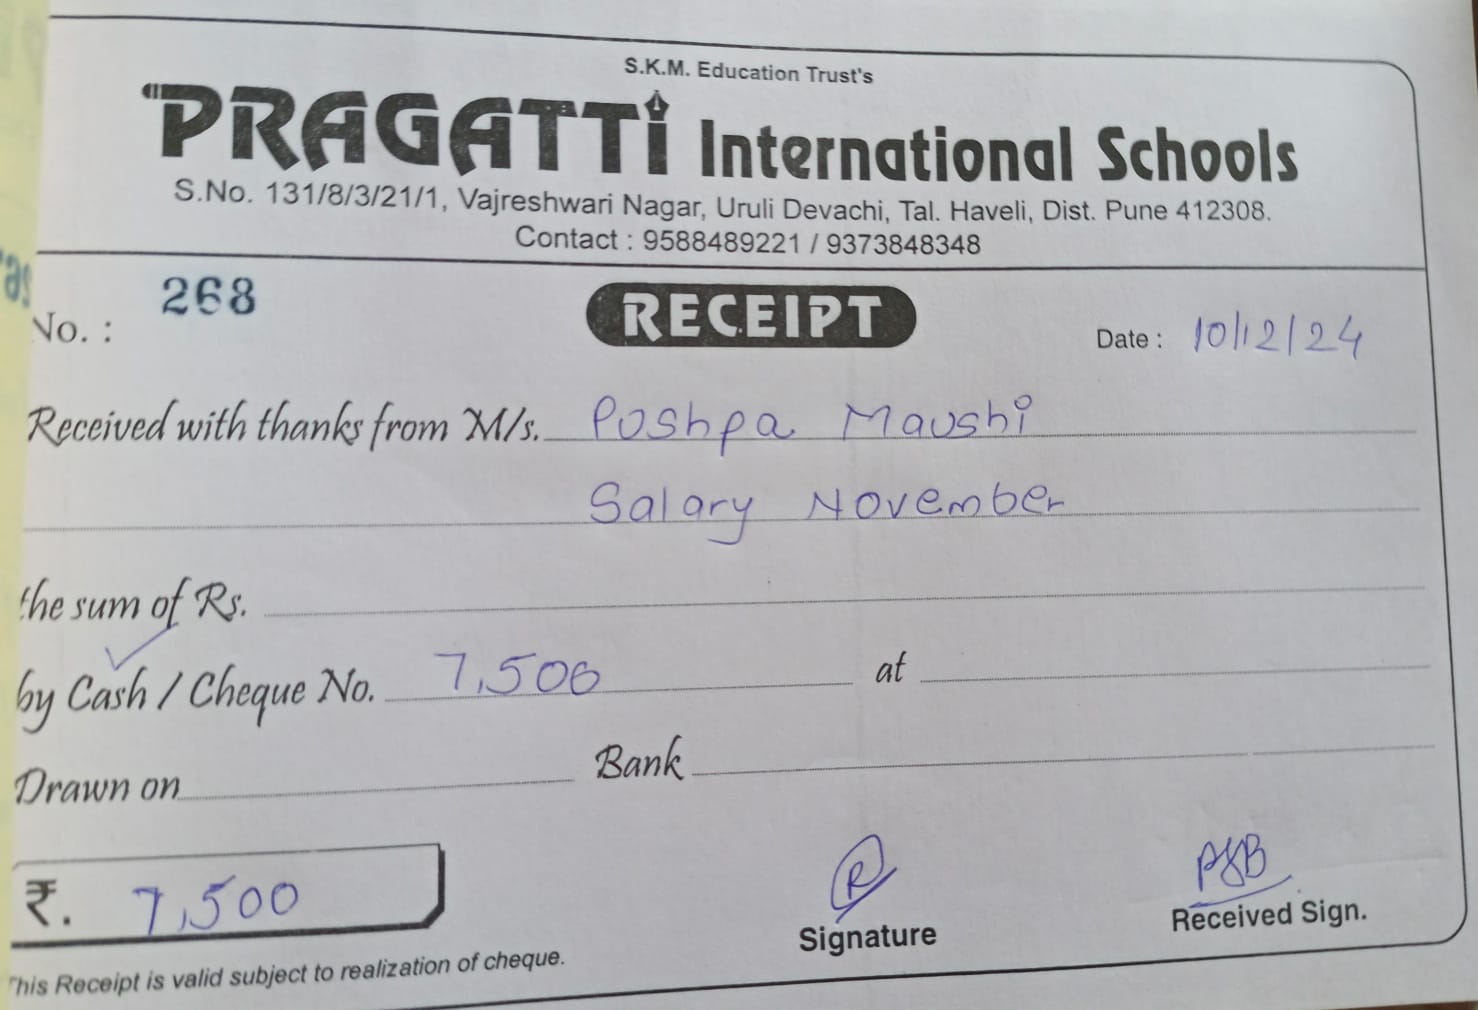 S.K.M. Education Trust's
PRAGATTI International Schools
S.No. 131/8/3/21/1, Vajreshwari Nagar, Uruli Devachi, Tal. Haveli, Dist. Pune 412308.
Contact : 9588489221 / 9373848348
No. : 268
RECEIPT
Date : 10/12/24
Received with thanks from M/s. Poshpa Maushi
Salary November
the sum of Rs.
by Cash / Cheque No. 7,500 at
Drawn on Bank
₹. 7,500
R
Signature
PSB
Received Sign.
This Receipt is valid subject to realization of cheque.